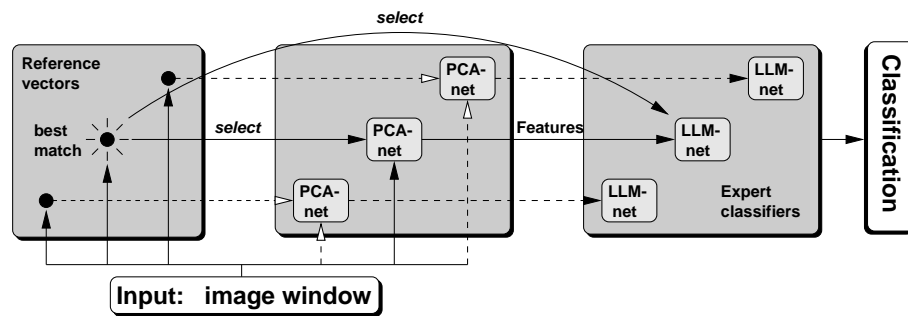 select
Reference
vectors
best
match
select
PCA-
net
PCA-
net
PCA-
net
Features
LLM-
net
LLM-
net
LLM-
net
Expert
classifiers
Classification
Input: image window